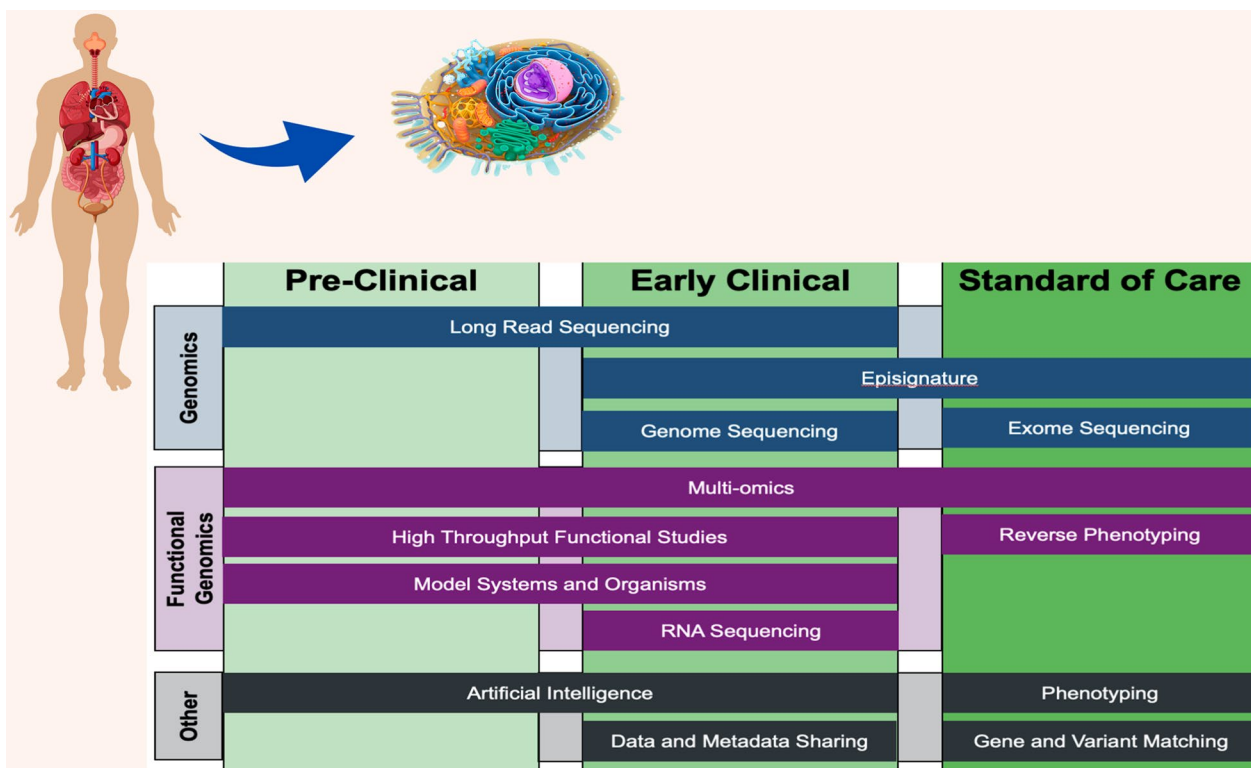 Pre-Clinical
Early Clinical
Standard of Care
Genomics
Long Read Sequencing
Episignature
Genome Sequencing
Exome Sequencing
Functional
Genomics
Multi-omics
High Throughput Functional Studies
Reverse Phenotyping
Model Systems and Organisms
RNA Sequencing
Other
Artificial Intelligence
Phenotyping
Data and Metadata Sharing
Gene and Variant Matching